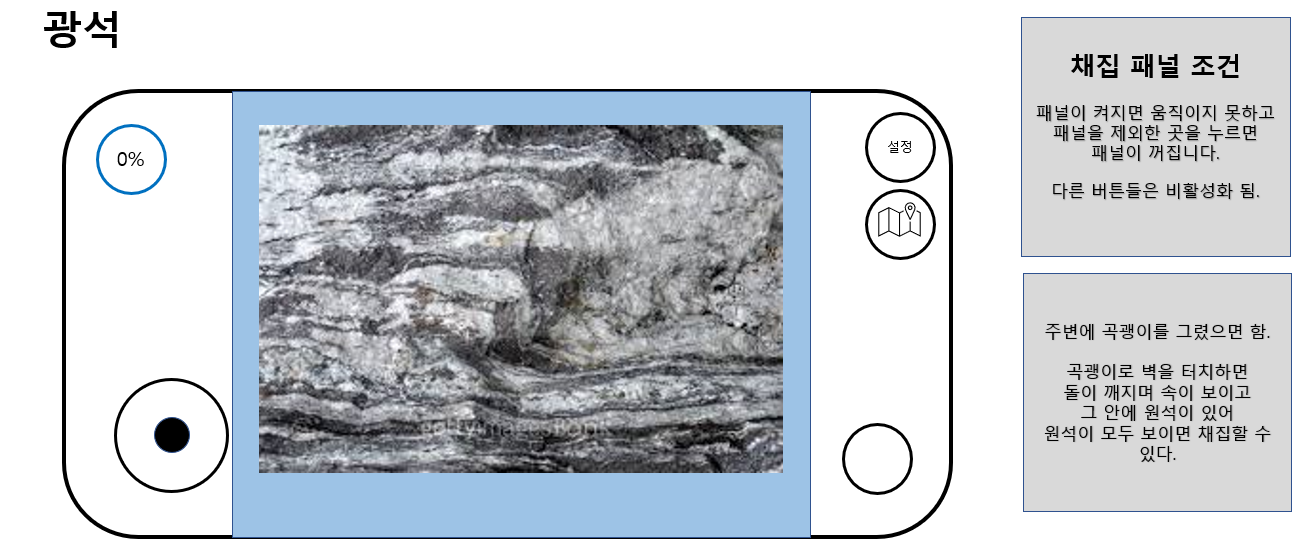 광석
0%
설정
채집 패널 조건
패널이 켜지면 움직이지 못하고
패널을 제외한 곳을 누르면
패널이 꺼집니다.
다른 버튼들은 비활성화 됨.
주변에 곡괭이를 그렸으면 함.
곡괭이로 벽을 터치하면
돌이 깨지며 속이 보이고
그 안에 원석이 있어
원석이 모두 보이면 채집할 수
있다.